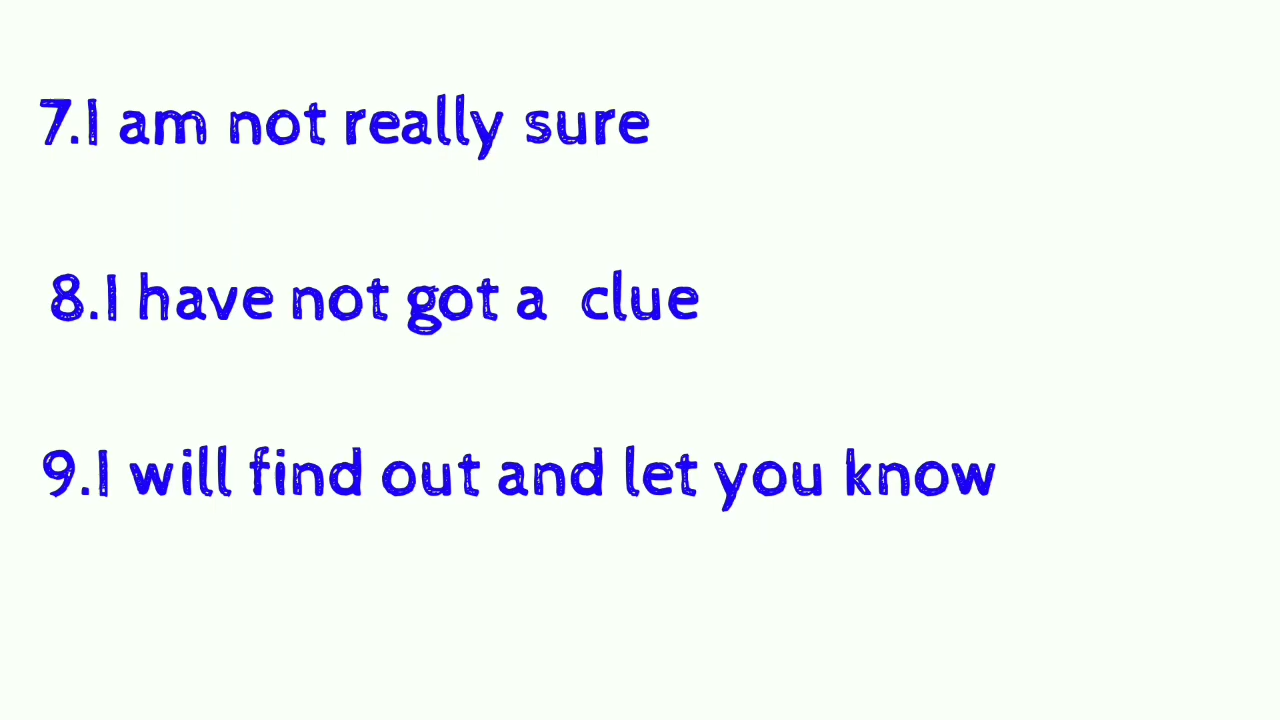 7.I am not really sure
8.I have not got a clue
9.I will find out and let you know